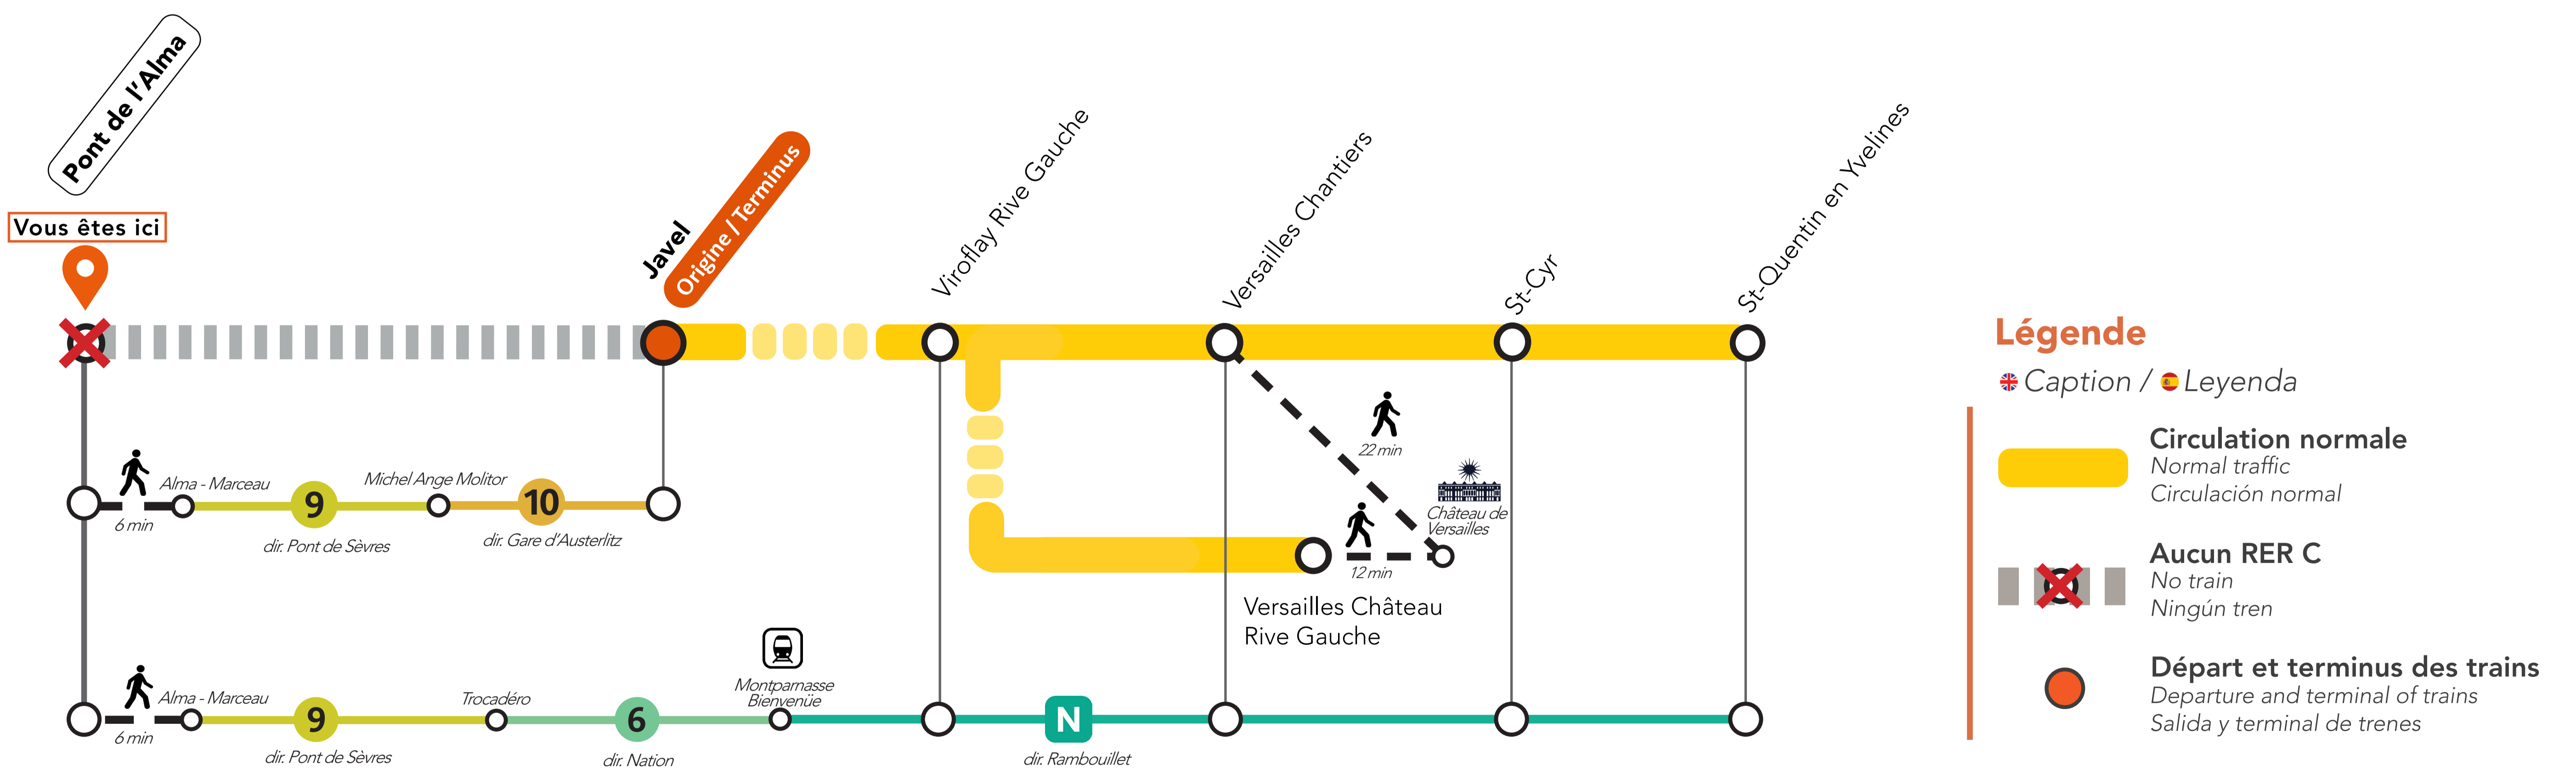 Pont de l'Alma
Vous êtes ici
Javel
Origine / Terminus
Viroflay Rive Gauche
Versailles Chantiers
St-Cyr
St-Quentin en Yvelines
6 min
Alma - Marceau
9
dir. Pont de Sèvres
Michel Ange Molitor
10
dir. Gare d'Austerlitz
22 min
Château de
Versailles
12 min
Versailles Château
Rive Gauche
6 min
Alma - Marceau
9
dir. Pont de Sèvres
Trocadéro
6
dir. Nation
Montparnasse
Bienvenüe
N
dir. Rambouillet
Légende
Caption / Leyenda
Circulation normale
Normal traffic
Circulación normal
Aucun RER C
No train
Ningún tren
Départ et terminus des trains
Departure and terminal of trains
Salida y terminal de trenes